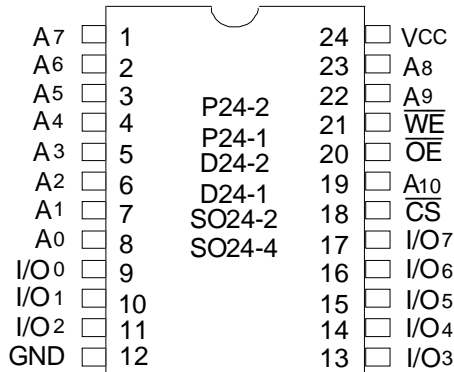 A7 1 24 VCC
A6 2 23 A8
A5 3 22 A9
A4 4 21 WE
A3 5 20 OE
A2 6 19 A10
A1 7 18 CS
A0 8 17 I/O7
I/O0 9 16 I/O6
I/O1 10 15 I/O5
I/O2 11 14 I/O4
GND 12 13 I/O3
P24-2
P24-1
D24-2
D24-1
SO24-2
SO24-4